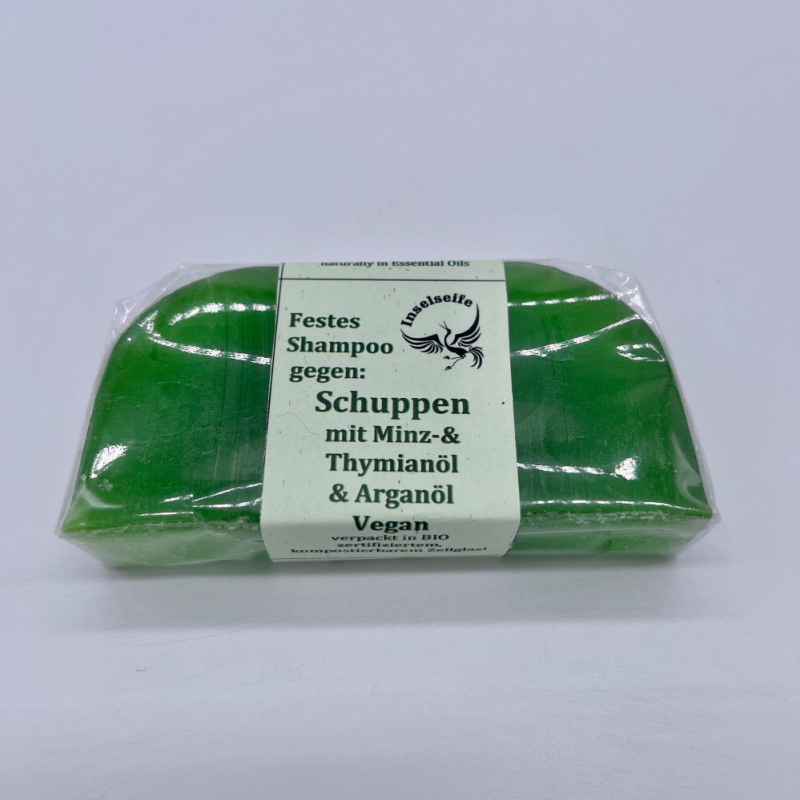 naturally in Essential Oils
Inselseife
Festes
Shampoo
gegen:
Schuppen
mit Minz-&
Thymianöl
& Arganöl
Vegan
verpackt in BIO
zertifiziertem,
kompostierbarem Zellglas!